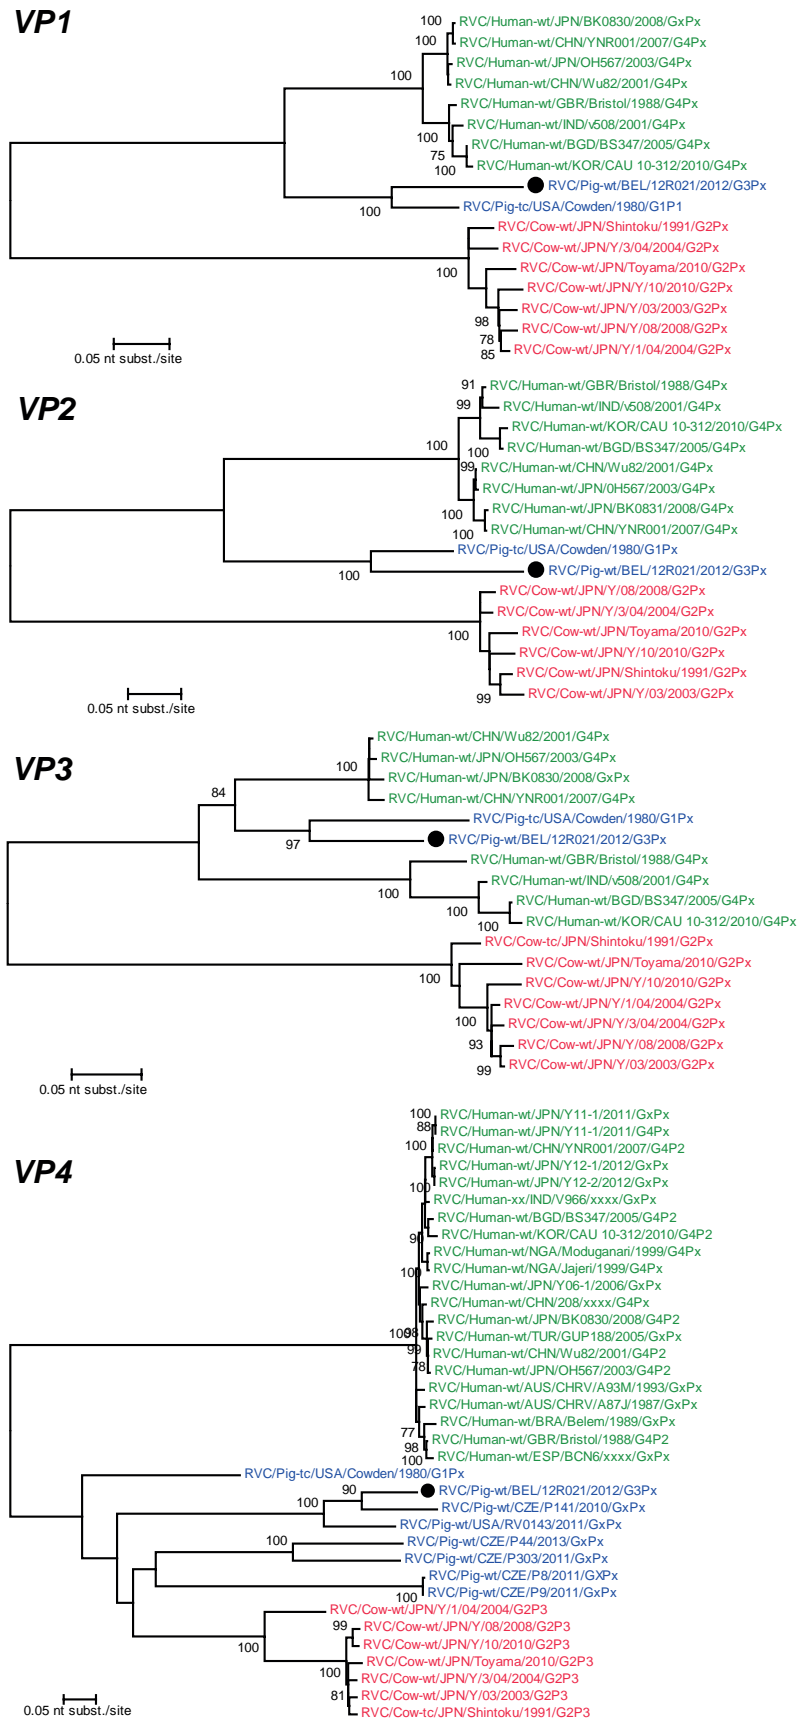 VP1
100
RVC/Human-wt/JPN/BK0830/2008/GxPx
100
RVC/Human-wt/CHN/YNR001/2007/G4Px
RVC/Human-wt/JPN/OH567/2003/G4Px
100
RVC/Human-wt/CHN/Wu82/2001/G4Px
RVC/Human-wt/GBR/Bristol/1988/G4Px
RVC/Human-wt/IND/v508/2001/G4Px
100
RVC/Human-wt/BGD/BS347/2005/G4Px
75
RVC/Human-wt/KOR/CAU 10-312/2010/G4Px
100
RVC/Pig-wt/BEL/12R021/2012/G3Px
RVC/Pig-tc/USA/Cowden/1980/G1P1
100
RVC/Cow-wt/JPN/Shintoku/1991/G2Px
RVC/Cow-wt/JPN/Y/3/04/2004/G2Px
RVC/Cow-wt/JPN/Toyama/2010/G2Px
100
RVC/Cow-wt/JPN/Y/10/2010/G2Px
RVC/Cow-wt/JPN/Y/03/2003/G2Px
98
RVC/Cow-wt/JPN/Y/08/2008/G2Px
78
RVC/Cow-wt/JPN/Y/1/04/2004/G2Px
85
0.05 nt subst./site
VP2
91
RVC/Human-wt/GBR/Bristol/1988/G4Px
99
RVC/Human-wt/IND/v508/2001/G4Px
RVC/Human-wt/KOR/CAU 10-312/2010/G4Px
100
RVC/Human-wt/BGD/BS347/2005/G4Px
100
99
RVC/Human-wt/CHN/Wu82/2001/G4Px
RVC/Human-wt/JPN/0H567/2003/G4Px
RVC/Human-wt/JPN/BK0831/2008/G4Px
100
RVC/Human-wt/CHN/YNR001/2007/G4Px
100
RVC/Pig-tc/USA/Cowden/1980/G1Px
RVC/Pig-wt/BEL/12R021/2012/G3Px
100
RVC/Cow-wt/JPN/Y/08/2008/G2Px
RVC/Cow-wt/JPN/Y/3/04/2004/G2Px
RVC/Cow-wt/JPN/Toyama/2010/G2Px
100
RVC/Cow-wt/JPN/Y/10/2010/G2Px
RVC/Cow-wt/JPN/Shintoku/1991/G2Px
RVC/Cow-wt/JPN/Y/03/2003/G2Px
99
0.05 nt subst./site
VP3
RVC/Human-wt/CHN/Wu82/2001/G4Px
RVC/Human-wt/JPN/OH567/2003/G4Px
100
RVC/Human-wt/JPN/BK0830/2008/GxPx
84
RVC/Human-wt/CHN/YNR001/2007/G4Px
RVC/Pig-tc/USA/Cowden/1980/G1Px
RVC/Pig-wt/BEL/12R021/2012/G3Px
97
RVC/Human-wt/GBR/Bristol/1988/G4Px
RVC/Human-wt/IND/v508/2001/G4Px
100
RVC/Human-wt/BGD/BS347/2005/G4Px
100
RVC/Human-wt/KOR/CAU 10-312/2010/G4Px
100
RVC/Cow-tc/JPN/Shintoku/1991/G2Px
RVC/Cow-wt/JPN/Toyama/2010/G2Px
100
RVC/Cow-wt/JPN/Y/10/2010/G2Px
RVC/Cow-wt/JPN/Y/1/04/2004/G2Px
100
RVC/Cow-wt/JPN/Y/3/04/2004/G2Px
93
RVC/Cow-wt/JPN/Y/08/2008/G2Px
RVC/Cow-wt/JPN/Y/03/2003/G2Px
99
0.05 nt subst./site
VP4
100
RVC/Human-wt/JPN/Y11-1/2011/GxPx
88
RVC/Human-wt/JPN/Y11-1/2011/G4Px
100
RVC/Human-wt/CHN/YNR001/2007/G4P2
RVC/Human-wt/JPN/Y12-1/2012/GxPx
100
RVC/Human-wt/JPN/Y12-2/2012/GxPx
RVC/Human-xx/IND/V966/xxxx/GxPx
RVC/Human-wt/BGD/BS347/2005/G4P2
90
RVC/Human-wt/KOR/CAU 10-312/2010/G4P2
RVC/Human-wt/NGA/Moduganari/1999/G4Px
100
RVC/Human-wt/NGA/Jajeri/1999/G4Px
RVC/Human-wt/JPN/Y06-1/2006/GxPx
RVC/Human-wt/CHN/208/xxxx/G4Px
RVC/Human-wt/JPN/BK0830/2008/G4P2
100
98
RVC/Human-wt/TUR/GUP188/2005/GxPx
99
RVC/Human-wt/CHN/Wu82/2001/G4P2
78
RVC/Human-wt/JPN/OH567/2003/G4P2
RVC/Human-wt/AUS/CHRV/A93M/1993/GxPx
RVC/Human-wt/AUS/CHRV/A87J/1987/GxPx
RVC/Human-wt/BRA/Belem/1989/GxPx
77
RVC/Human-wt/GBR/Bristol/1988/G4P2
98
RVC/Human-wt/ESP/BCN6/xxxx/GxPx
100
RVC/Pig-tc/USA/Cowden/1980/G1Px
90
RVC/Pig-wt/BEL/12R021/2012/G3Px
100
RVC/Pig-wt/CZE/P141/2010/GxPx
RVC/Pig-wt/USA/RV0143/2011/GxPx
100
RVC/Pig-wt/CZE/P44/2013/GxPx
RVC/Pig-wt/CZE/P303/2011/GxPx
RVC/Pig-wt/CZE/P8/2011/GXPx
RVC/Pig-wt/CZE/P9/2011/GxPx
100
RVC/Cow-wt/JPN/Y/1/04/2004/G2P3
99
RVC/Cow-wt/JPN/Y/08/2008/G2P3
100
RVC/Cow-wt/JPN/Y/10/2010/G2P3
RVC/Cow-wt/JPN/Toyama/2010/G2P3
100
RVC/Cow-wt/JPN/Y/3/04/2004/G2P3
81
RVC/Cow-wt/JPN/Y/03/2003/G2P3
RVC/Cow-tc/JPN/Shintoku/1991/G2P3
0.05 nt subst./site